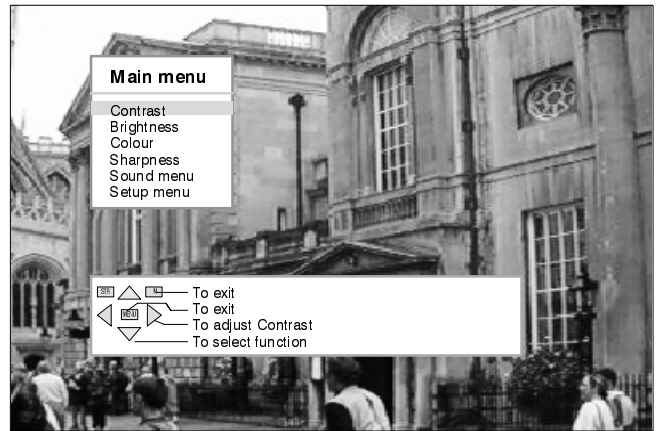 Main menu
Contrast
Brightness
Colour
Sharpness
Sound menu
Setup menu
STR N To exit
MENU To exit
To adjust Contrast
To select function